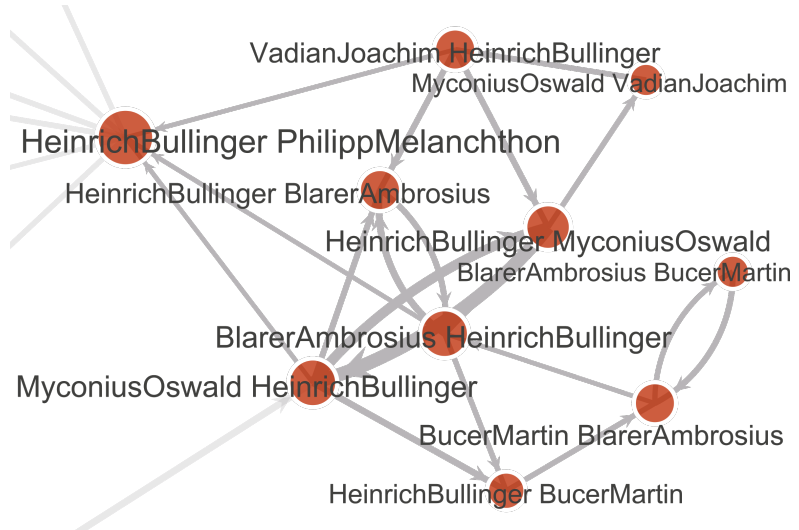 VadianJoachim HeinrichBullinger
MyconiusOswald VadianJoachim
HeinrichBullinger PhilippMelanchthon
HeinrichBullinger BlarerAmbrosius
HeinrichBullinger MyconiusOswald
BlarerAmbrosius BucerMartin
BlarerAmbrosius HeinrichBullinger
MyconiusOswald HeinrichBullinger
BucerMartin BlarerAmbrosius
HeinrichBullinger BucerMartin